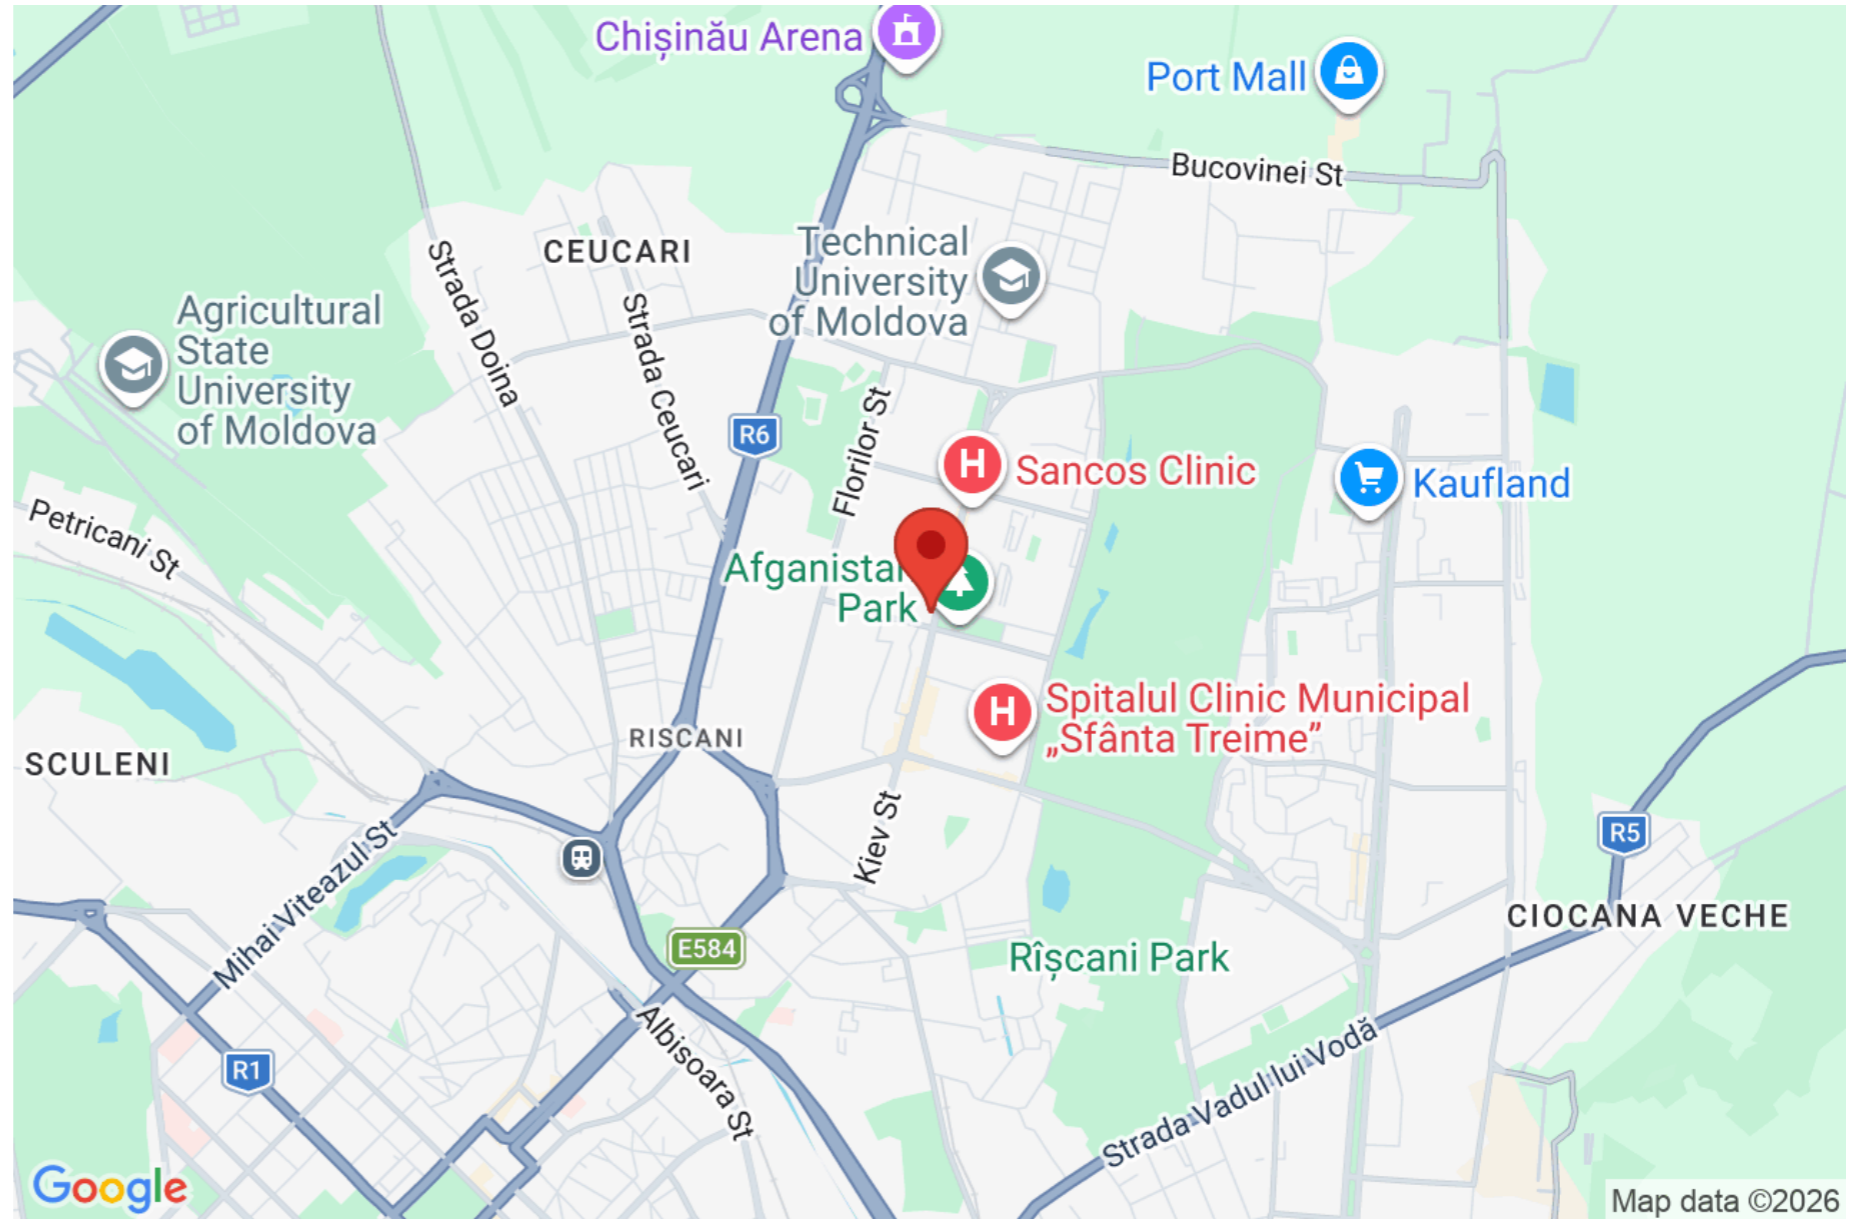 Chișinău Arena
Port Mall
Bucovinei St
CEUCARI
Technical
University
of Moldova
Strada Doina
Strada Ceucari
Agricultural
State
University
of Moldova
R6
Florilor St
Sancos Clinic
Kaufland
Petricani St
Afganistan
Park
Spitalul Clinic Municipal
„Sfânta Treime”
RISCANI
SCULENI
Kiev St
R5
Mihai Viteazul St
CIOCANA VECHE
E584
Rîșcani Park
Albisoara St
R1
Strada Vadul lui Vodă
Google
Map data ©2026